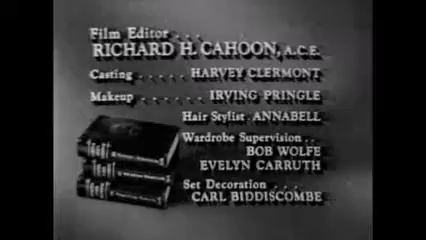 Film Editor . . .
RICHARD H. CAHOON, A.C.E.
Casting . . . . . HARVEY CLERMONT
Makeup . . . . . . IRVING PRINGLE
Hair Stylist ANNABELL
Wardrobe Supervision . .
BOB WOLFE
EVELYN CARRUTH
Set Decoration . . . .
CARL BIDDISCOMBE